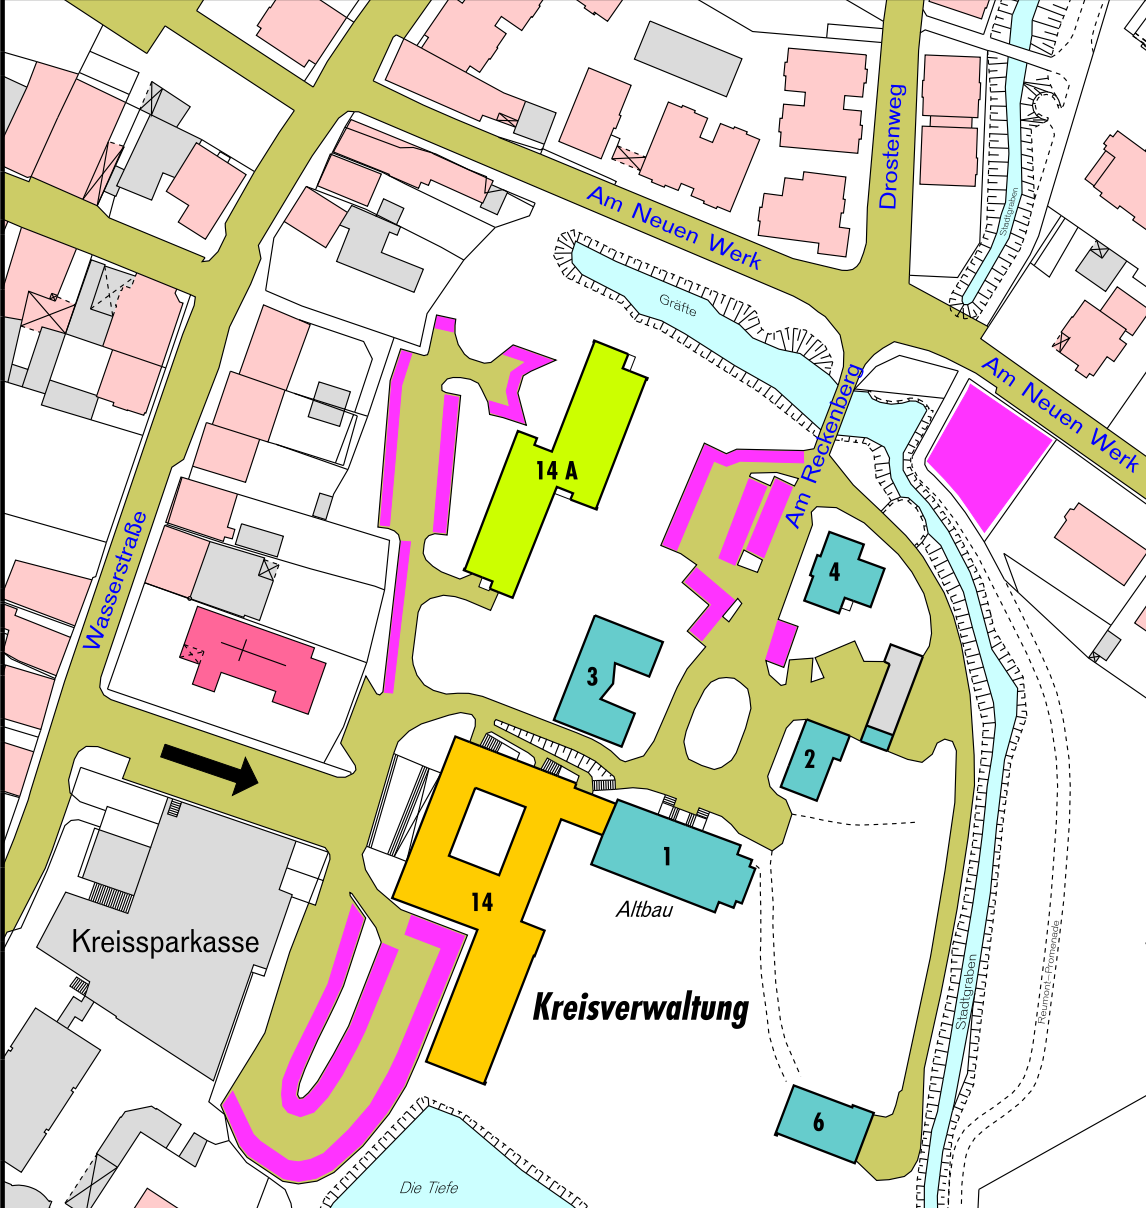 Drostenweg
Am Neuen Werk
Stadtgraben
Gräfte
Am Neuen Werk
Am Reckenberg
14 A
Wasserstraße
4
3
2
1
14
Altbau
Kreissparkasse
Kreisverwaltung
Stadtgraben
Reumont-Promenade
6
Die Tiefe